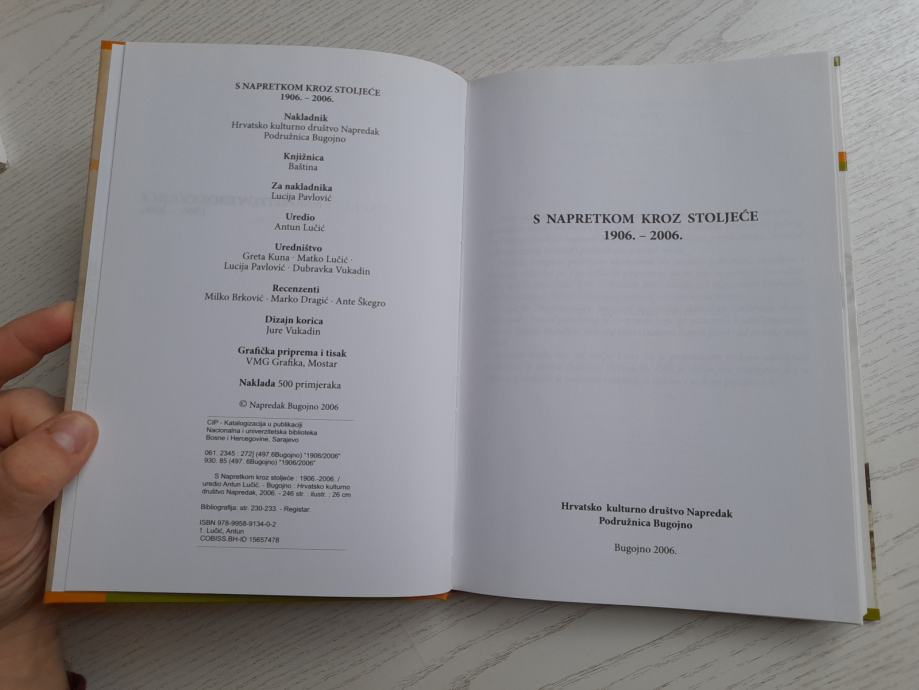 S NAPRETKOM KROZ STOLJEĆE
1906. – 2006.
Nakladnik
Hrvatsko kulturno društvo Napredak
Podružnica Bugojno
Knjižnica
Baština
Za nakladnika
Lucija Pavlović
Uredio
Antun Lučić
Uredništvo
Greta Kuna · Matko Lučić ·
Lucija Pavlović · Dubravka Vukadin
Recenzenti
Milko Brković · Marko Dragić · Ante Škegro
Dizajn korica
Jure Vukadin
Grafička priprema i tisak
VMG Grafika, Mostar
Naklada 500 primjeraka
© Napredak Bugojno 2006
CIP - Katalogizacija u publikaciji
Nacionalna i univerzitetska biblioteka
Bosne i Hercegovine, Sarajevo
061. 2345 : 272] (497.6Bugojno) "1906/2006"
930. 85 (497. 6Bugojno) "1906/2006"
S Napretkom kroz stoljeće : 1906.-2006. /
uredio Antun Lučić. - Bugojno : Hrvatsko kulturno
društvo Napredak, 2006. - 246 str. : ilustr. ; 26 cm
Bibliografija. str. 230-233. - Registar.
ISBN 978-9958-9134-0-2
1. Lučić, Antun
COBISS.BH-ID 15657478
S NAPRETKOM KROZ STOLJEĆE
1906. – 2006.
Hrvatsko kulturno društvo Napredak
Podružnica Bugojno
Bugojno 2006.